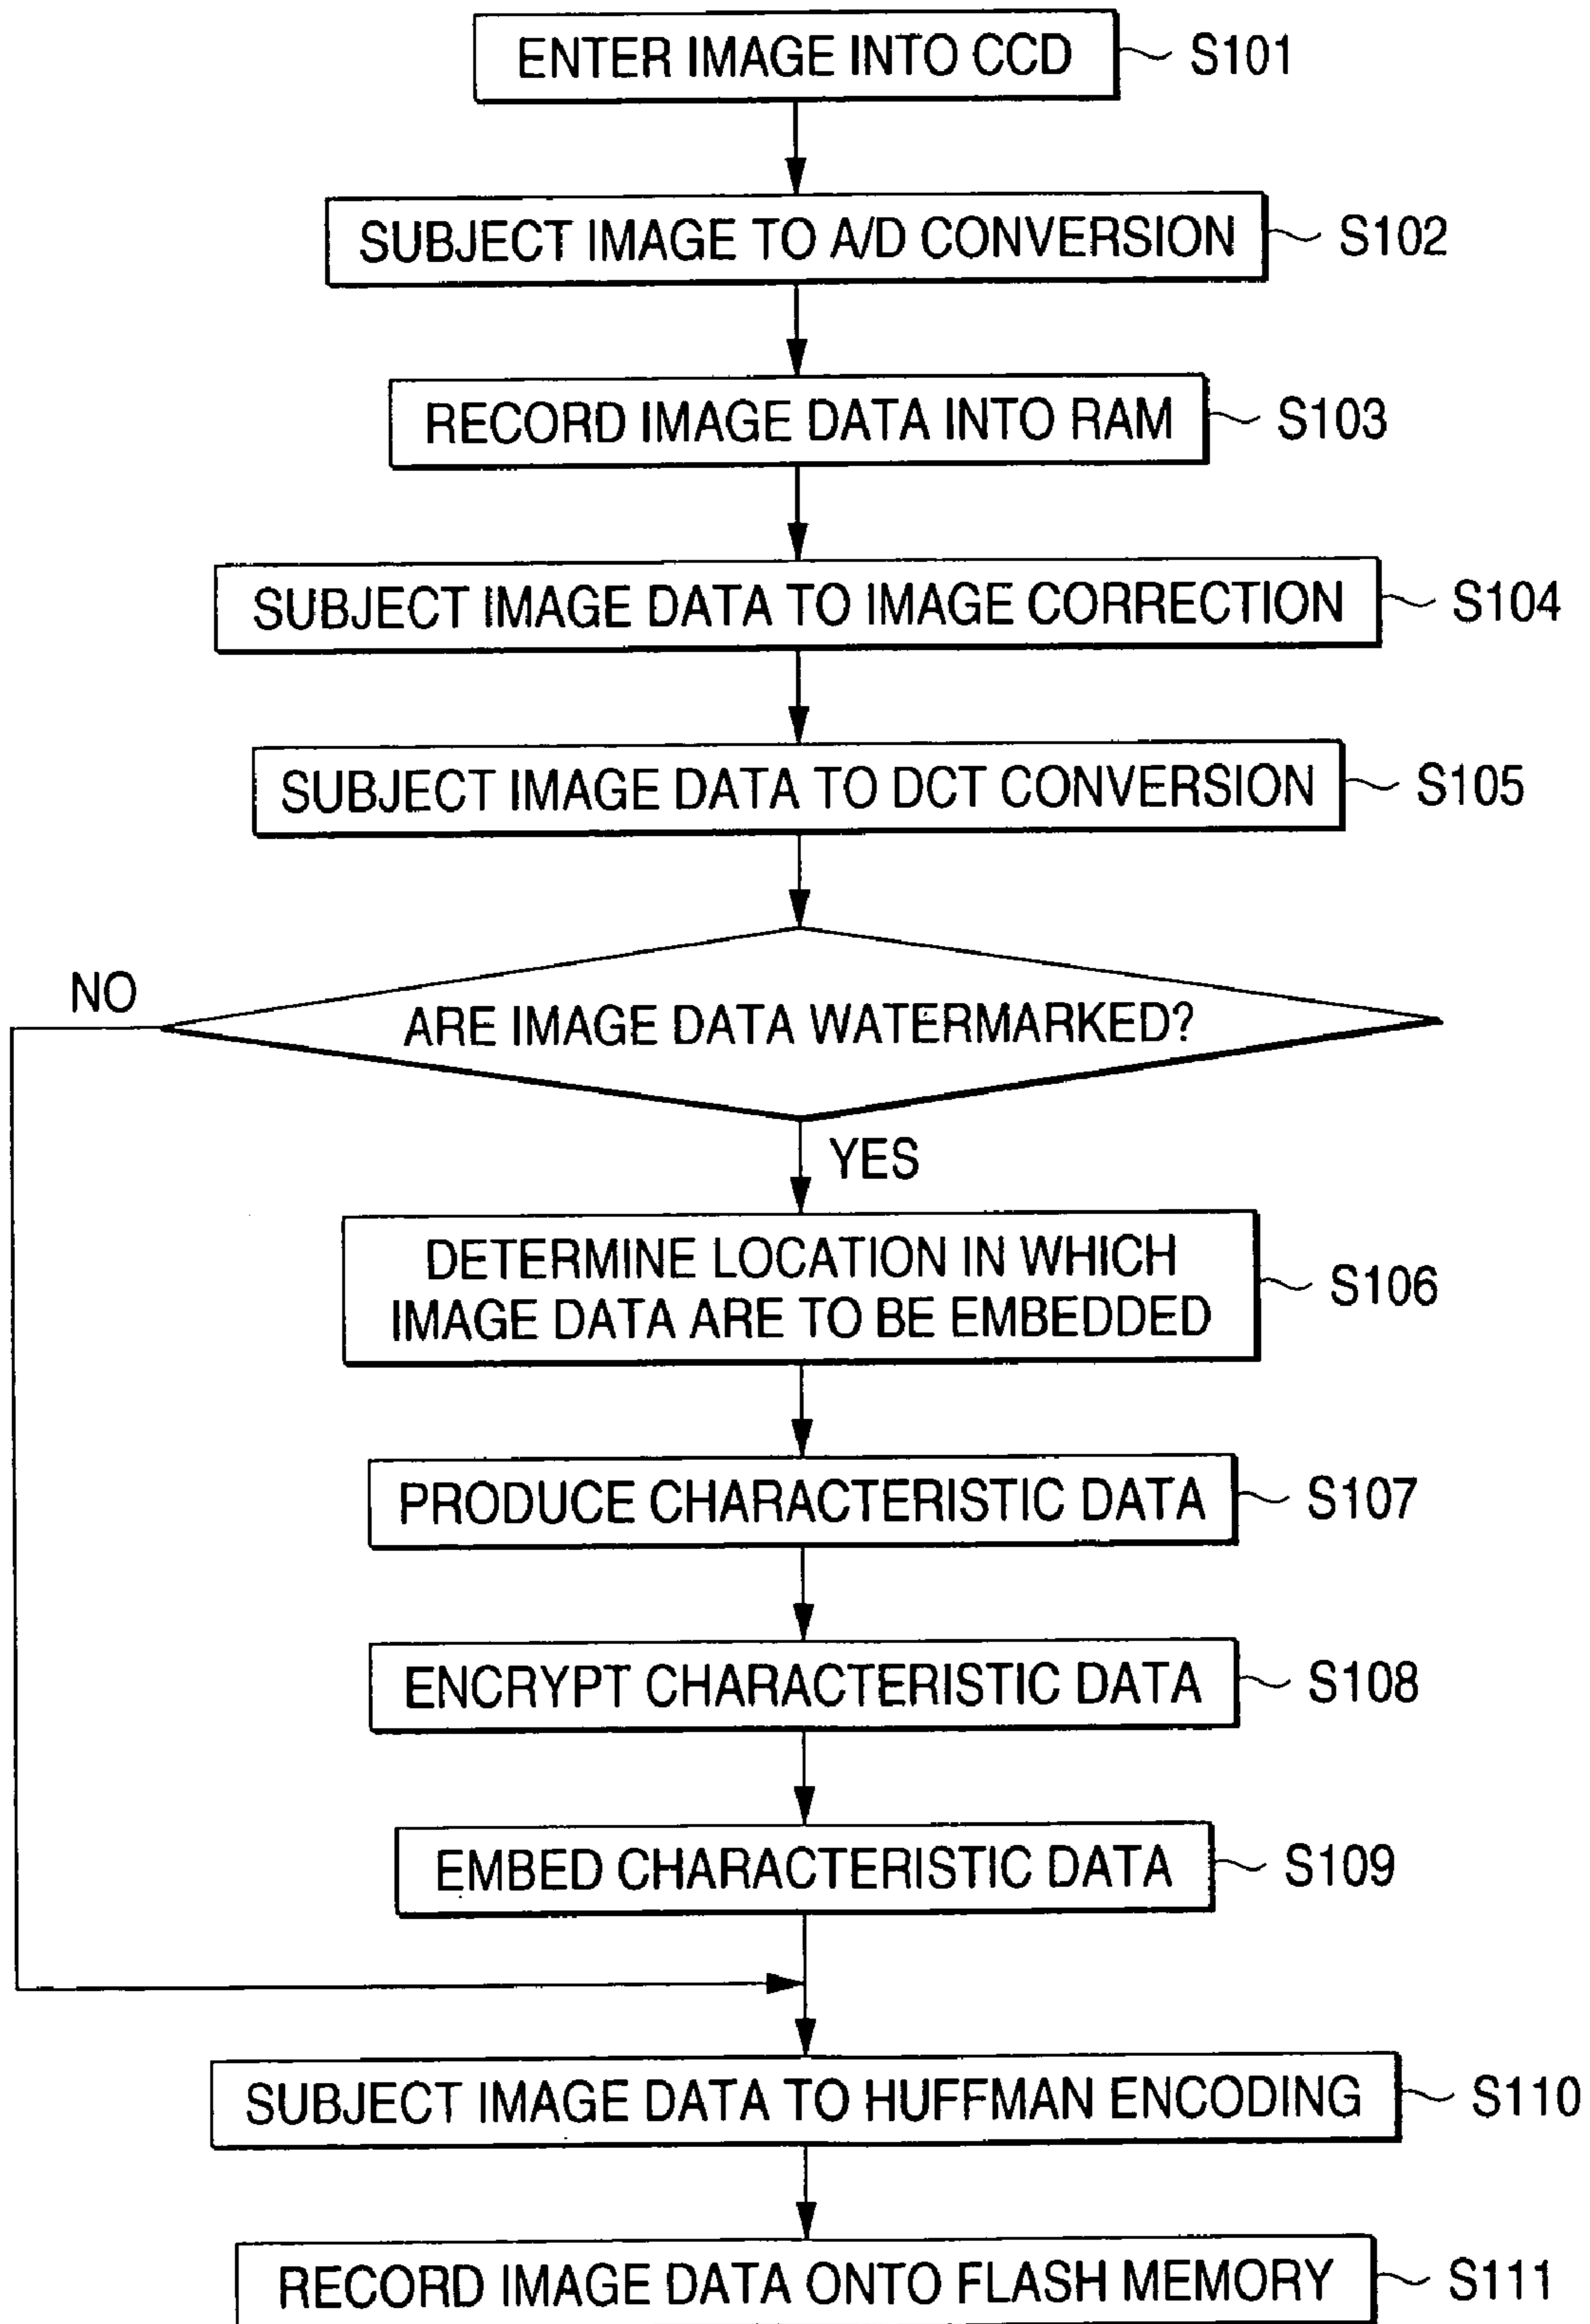 ENTER IMAGE INTO CCD S101
SUBJECT IMAGE TO A/D CONVERSION S102
RECORD IMAGE DATA INTO RAM S103
SUBJECT IMAGE DATA TO IMAGE CORRECTION S104
SUBJECT IMAGE DATA TO DCT CONVERSION S105
NO
ARE IMAGE DATA WATERMARKED?
YES
DETERMINE LOCATION IN WHICH
IMAGE DATA ARE TO BE EMBEDDED S106
PRODUCE CHARACTERISTIC DATA S107
ENCRYPT CHARACTERISTIC DATA S108
EMBED CHARACTERISTIC DATA S109
SUBJECT IMAGE DATA TO HUFFMAN ENCODING S110
RECORD IMAGE DATA ONTO FLASH MEMORY S111